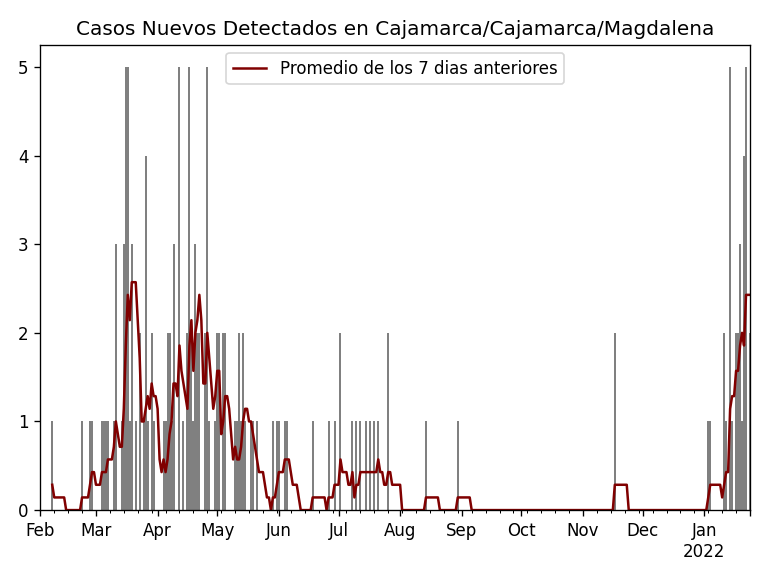 Casos Nuevos Detectados en Cajamarca/Cajamarca/Magdalena
Promedio de los 7 dias anteriores
5
4
3
2
1
0
Feb Mar Apr May Jun Jul Aug Sep Oct Nov Dec Jan
2022